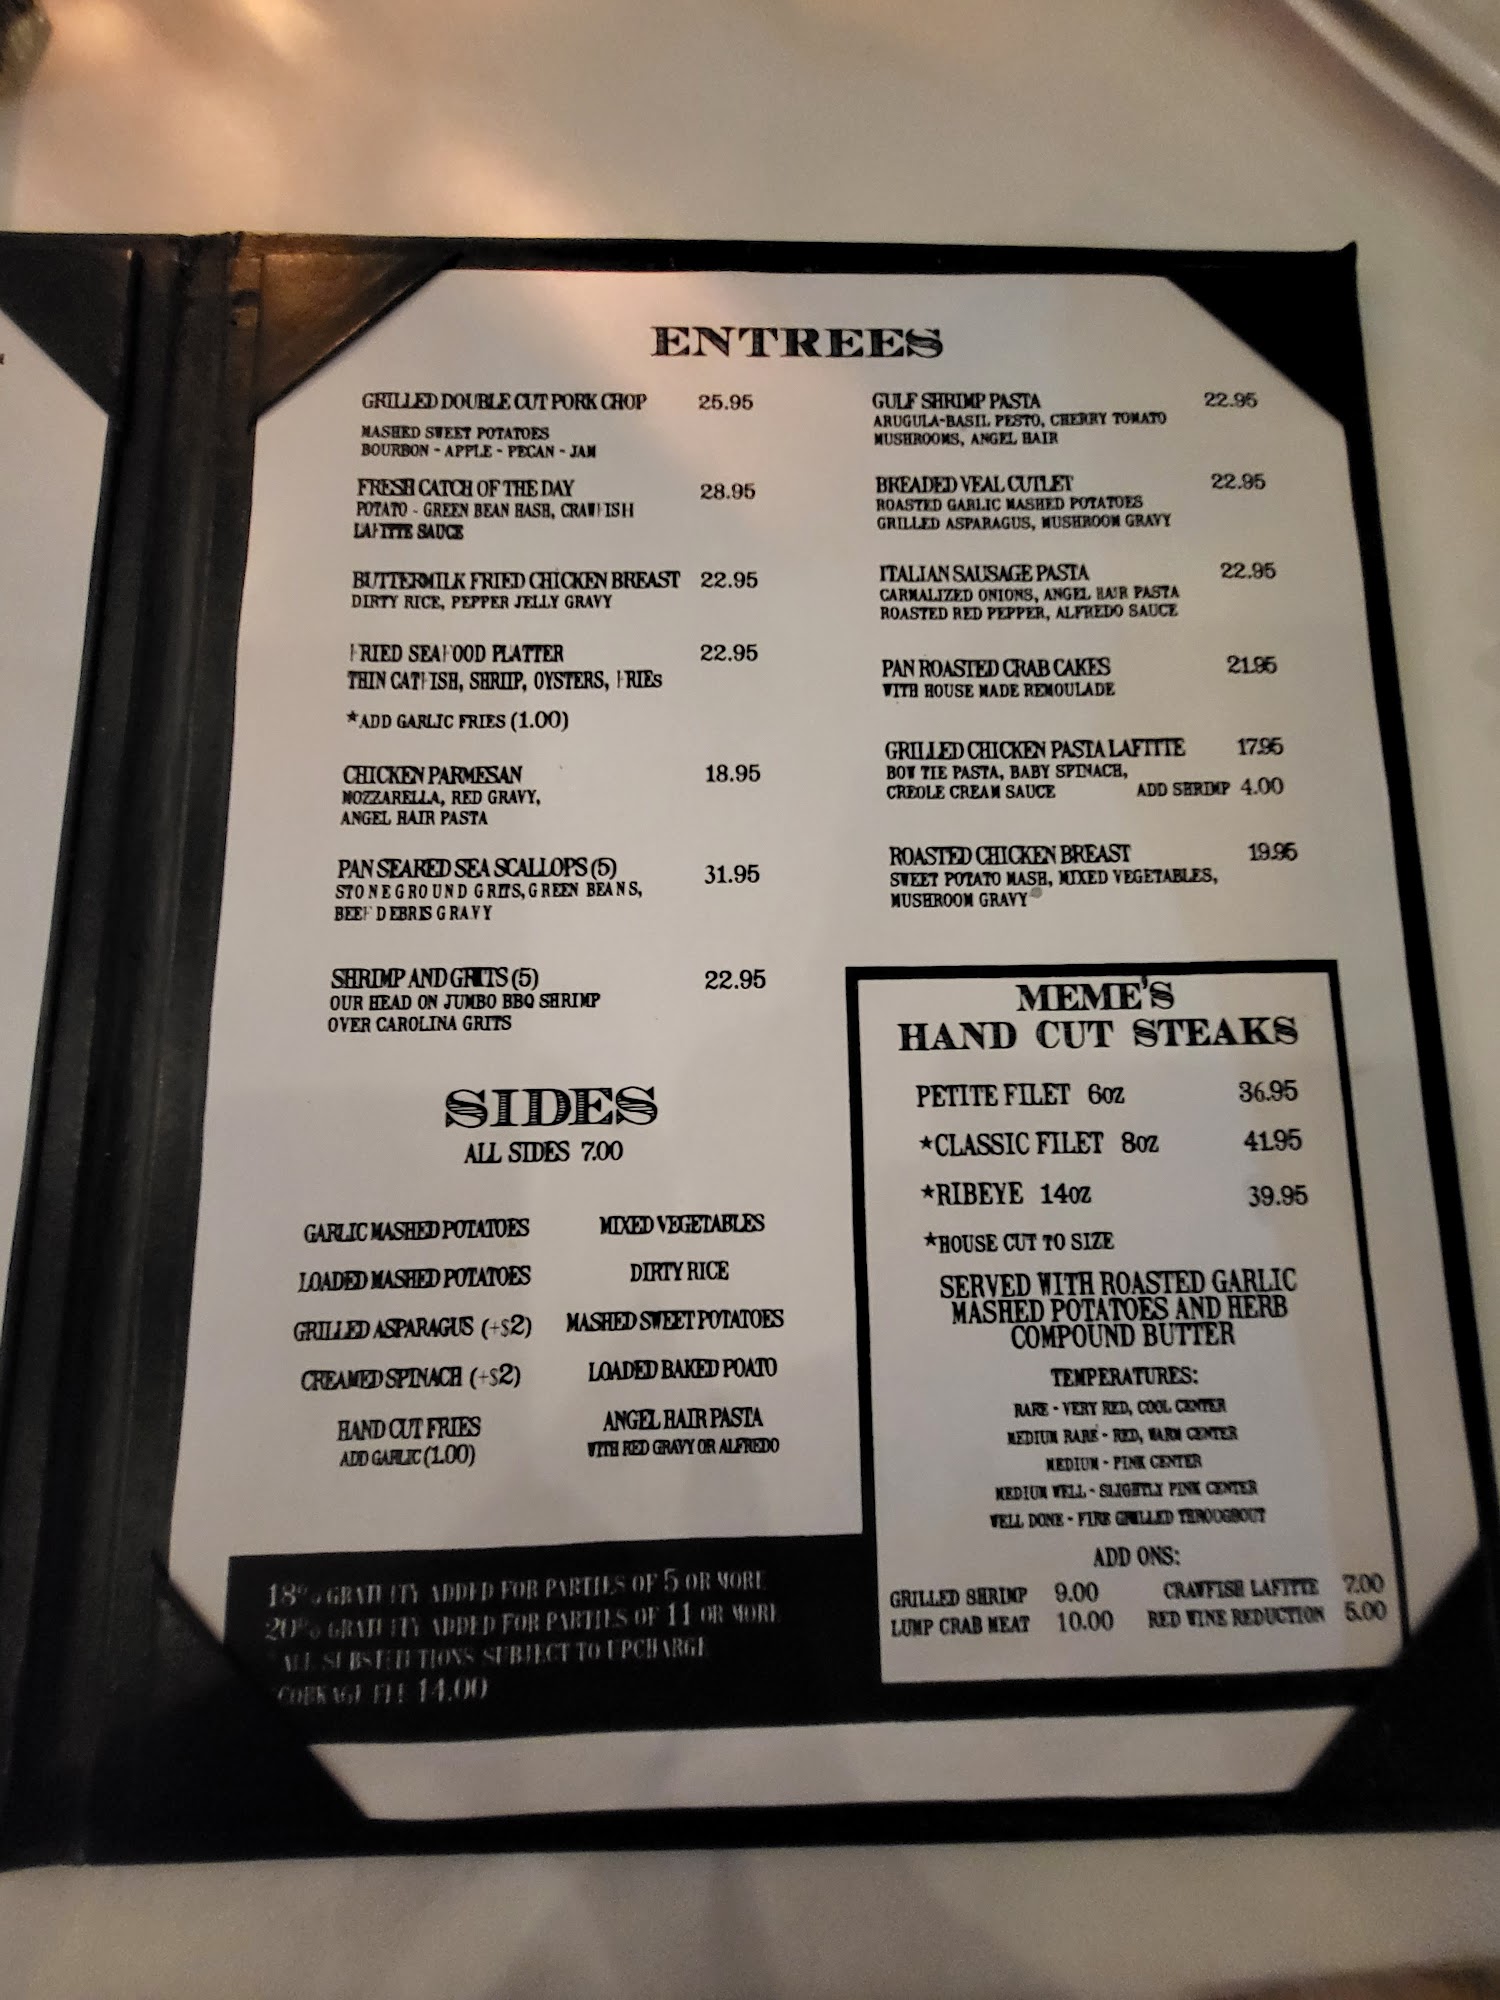 ENTREES
GRILLED DOUBLE CUT PORK CHOP 25.95
MASHED SWEET POTATOES
BOURBON - APPLE - PECAN - JAM
FRESH CATCH OF THE DAY 28.95
POTATO - GREEN BEAN HASH, CRAWFISH
LAFITTE SAUCE
BUTTERMILK FRIED CHICKEN BREAST 22.95
DIRTY RICE, PEPPER JELLY GRAVY
FRIED SEAFOOD PLATTER 22.95
THIN CATFISH, SHRIIP, OYSTERS, FRIES
*ADD GARLIC FRIES (1.00)
CHICKEN PARMESAN 18.95
MOZZARELLA, RED GRAVY,
ANGEL HAIR PASTA
PAN SEARED SEA SCALLOPS (5) 31.95
STONEGROUND GRITS, GREEN BEANS,
BEEF DEBRIS GRAVY
SHRIMP AND GRITS (5) 22.95
OUR HEAD ON JUMBO BBQ SHRIMP
OVER CAROLINA GRITS
GULF SHRIMP PASTA 22.95
ARUGULA-BASIL PESTO, CHERRY TOMATO
MUSHROOMS, ANGEL HAIR
BREADED VEAL CUTLET 22.95
ROASTED GARLIC MASHED POTATOES
GRILLED ASPARAGUS, MUSHROOM GRAVY
ITALIAN SAUSAGE PASTA 22.95
CARMALIZED ONIONS, ANGEL HAIR PASTA
ROASTED RED PEPPER, ALFREDO SAUCE
PAN ROASTED CRAB CAKES 21.95
WITH HOUSE MADE REMOULADE
GRILLED CHICKEN PASTA LAFITTE 17.95
BOW TIE PASTA, BABY SPINACH,
CREOLE CREAM SAUCE ADD SHRIMP 4.00
ROASTED CHICKEN BREAST 19.95
SWEET POTATO MASH, MIXED VEGETABLES,
MUSHROOM GRAVY
SIDES
ALL SIDES 7.00
GARLIC MASHED POTATOES MIXED VEGETABLES
LOADED MASHED POTATOES DIRTY RICE
GRILLED ASPARAGUS (+$2) MASHED SWEET POTATOES
CREAMED SPINACH (+$2) LOADED BAKED POATO
HAND CUT FRIES ANGEL HAIR PASTA
ADD GARLIC (1.00) WITH RED GRAVY OR ALFREDO
18% GRATUITY ADDED FOR PARTIES OF 5 OR MORE
20% GRATUITY ADDED FOR PARTIES OF 11 OR MORE
*ALL SUBSTITUTIONS SUBJECT TO UPCHARGE
*CORKAGE FEE 14.00
MEME'S
HAND CUT STEAKS
PETITE FILET 6OZ 36.95
*CLASSIC FILET 8OZ 41.95
*RIBEYE 14OZ 39.95
*HOUSE CUT TO SIZE
SERVED WITH ROASTED GARLIC
MASHED POTATOES AND HERB
COMPOUND BUTTER
TEMPERATURES:
RARE - VERY RED, COOL CENTER
MEDIUM RARE - RED, WARM CENTER
MEDIUM - PINK CENTER
MEDIUM WELL - SLIGHTLY PINK CENTER
WELL DONE - FIRE GRILLED THROUGHOUT
ADD ONS:
GRILLED SHRIMP 9.00 CRAWFISH LAFITTE 7.00
LUMP CRAB MEAT 10.00 RED WINE REDUCTION 5.00